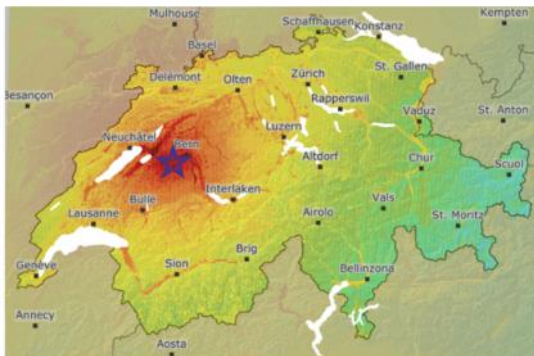 Mulhouse
Schaffhausen
Konstanz
Kempten
Basel
Delémont
Olten
Zürich
St. Gallen
Besançon
Rapperswil
Vaduz
St. Anton
Neuchâtel
Bern
Luzern
Altdorf
Chur
Scuol
Interlaken
Bulle
Lausanne
Airolo
Vals
St. Moritz
Sion
Brig
Genève
Bellinzona
Annecy
Aosta